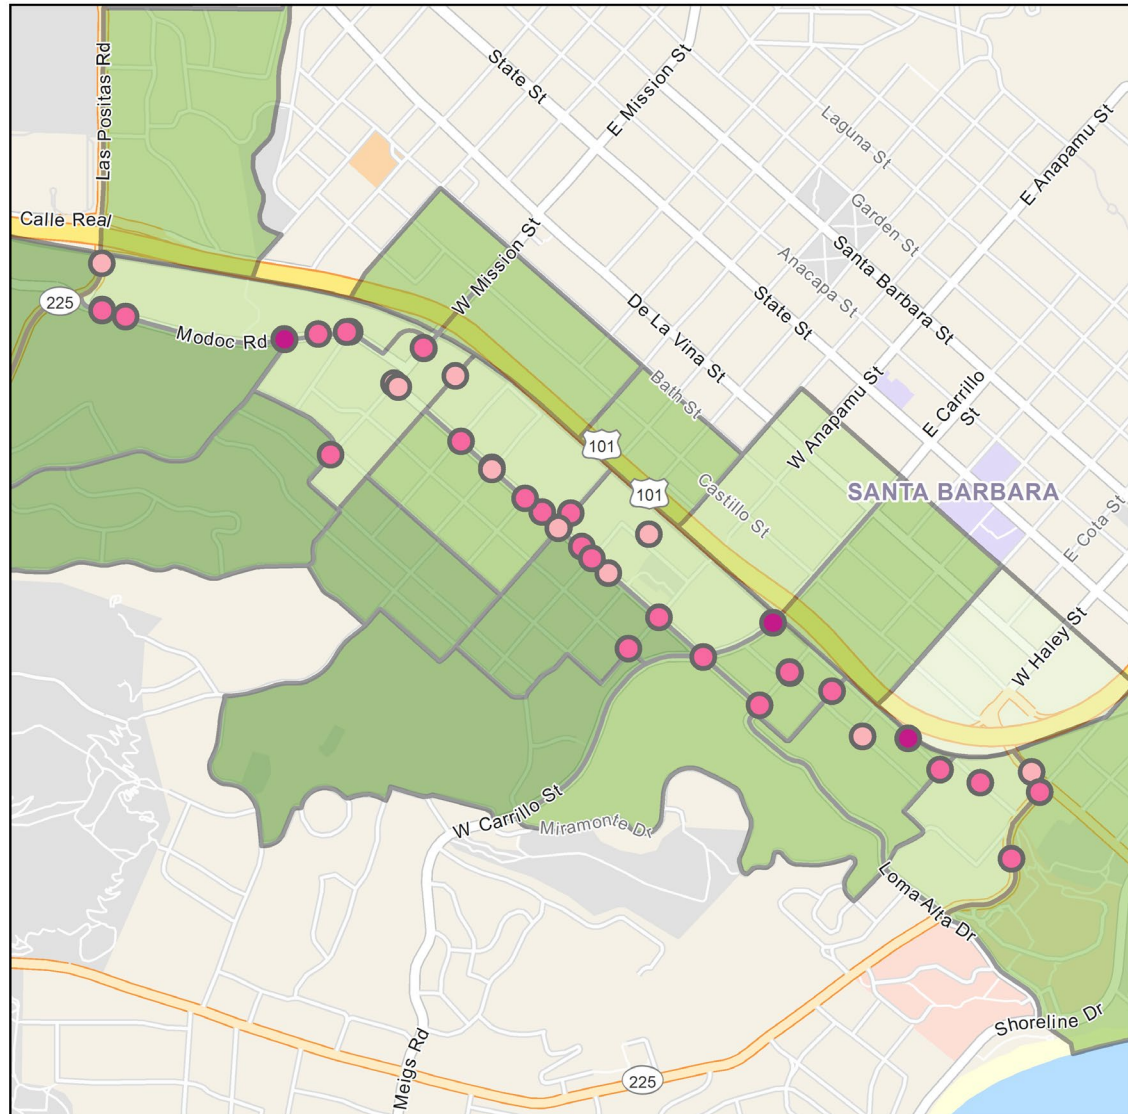 Las Positas Rd
State St
E Mission St
Laguna St
E Anapamu St
Calle Real
Garden St
W Mission St
Santa Barbara St
Anacapa St
225
De La Vina St
State St
Modoc Rd
Bath St
W Anapamu St
E Carrillo
St
101
101
Castillo St
SANTA BARBARA
E Cota St
W Haley St
W Carrillo St
Miramonte Dr
Loma Alta Dr
Shoreline Dr
Meigs Rd
225